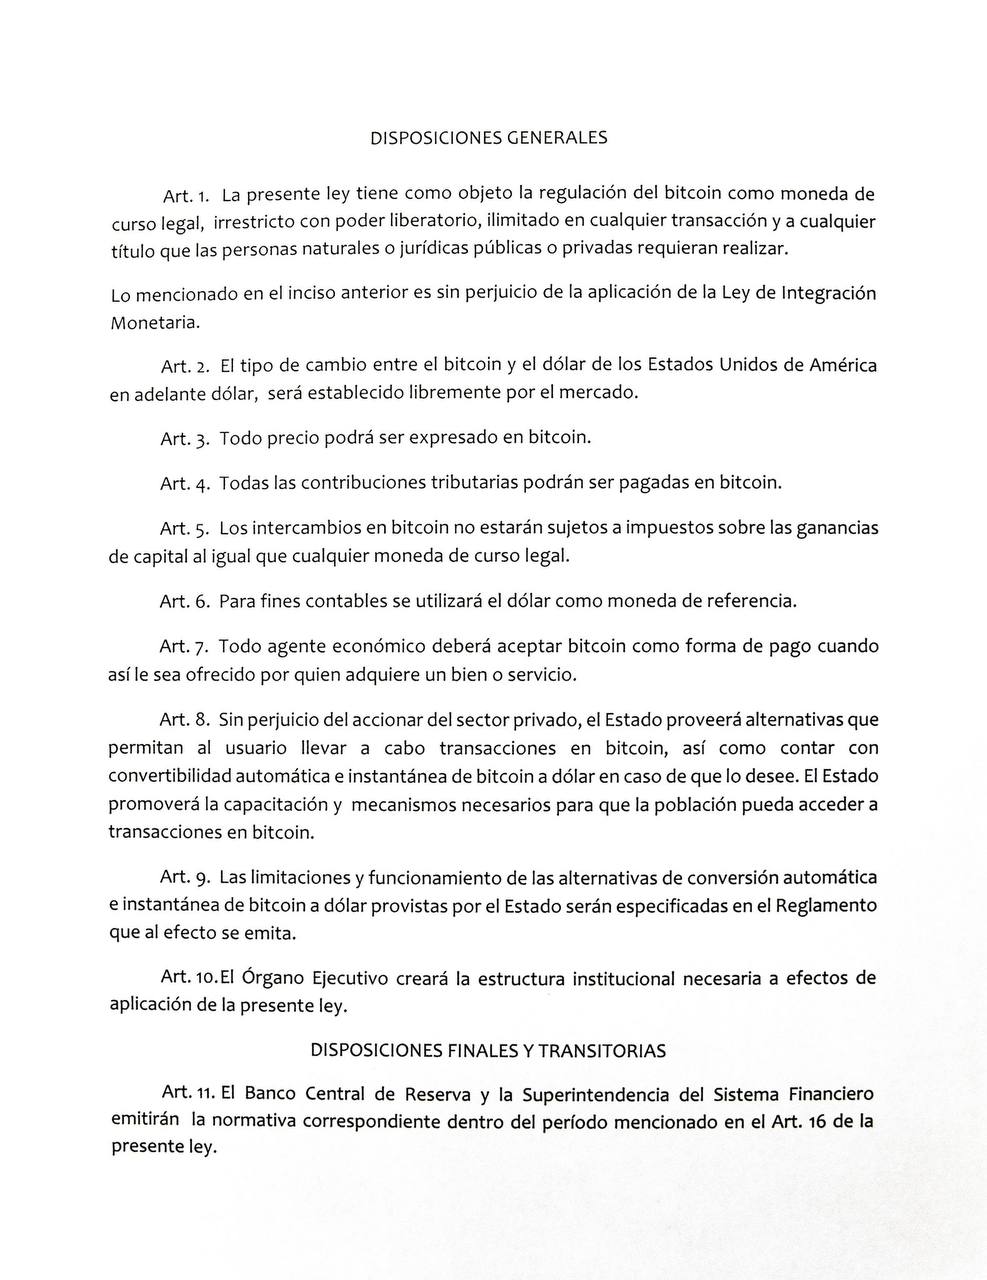 DISPOSICIONES GENERALES
Art. 1. La presente ley tiene como objeto la regulación del bitcoin como moneda de
curso legal, irrestricto con poder liberatorio, ilimitado en cualquier transacción y a cualquier
título que las personas naturales o jurídicas públicas o privadas requieran realizar.
Lo mencionado en el inciso anterior es sin perjuicio de la aplicación de la Ley de Integración
Monetaria.
Art. 2. El tipo de cambio entre el bitcoin y el dólar de los Estados Unidos de América
en adelante dólar, será establecido libremente por el mercado.
Art. 3. Todo precio podrá ser expresado en bitcoin.
Art. 4. Todas las contribuciones tributarias podrán ser pagadas en bitcoin.
Art. 5. Los intercambios en bitcoin no estarán sujetos a impuestos sobre las ganancias
de capital al igual que cualquier moneda de curso legal.
Art. 6. Para fines contables se utilizará el dólar como moneda de referencia.
Art. 7. Todo agente económico deberá aceptar bitcoin como forma de pago cuando
así le sea ofrecido por quien adquiere un bien o servicio.
Art. 8. Sin perjuicio del accionar del sector privado, el Estado proveerá alternativas que
permitan al usuario llevar a cabo transacciones en bitcoin, así como contar con
convertibilidad automática e instantánea de bitcoin a dólar en caso de que lo desee. El Estado
promoverá la capacitación y mecanismos necesarios para que la población pueda acceder a
transacciones en bitcoin.
Art. 9. Las limitaciones y funcionamiento de las alternativas de conversión automática
e instantánea de bitcoin a dólar provistas por el Estado serán especificadas en el Reglamento
que al efecto se emita.
Art. 10.El Órgano Ejecutivo creará la estructura institucional necesaria a efectos de
aplicación de la presente ley.
DISPOSICIONES FINALES Y TRANSITORIAS
Art. 11. El Banco Central de Reserva y la Superintendencia del Sistema Financiero
emitirán la normativa correspondiente dentro del período mencionado en el Art. 16 de la
presente ley.